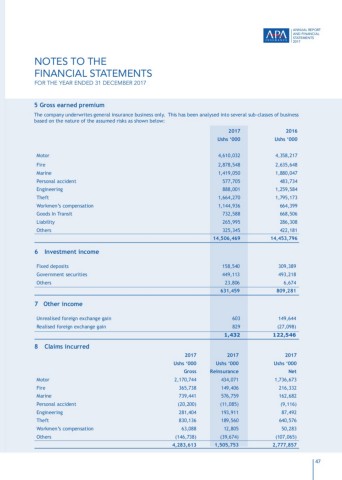 APA
ANNUAL REPORT
AND FINANCIAL
STATEMENTS
2017
NOTES TO THE
FINANCIAL STATEMENTS
FOR THE YEAR ENDED 31 DECEMBER 2017
5 Gross earned premium
The company underwrites general insurance business only. This has been analysed into several sub-classes of business
based on the nature of the assumed risks as shown below:
2017 2016
Ushs '000 Ushs '000
Motor 4,610,032 4,358,217
Fire 2,878,548 2,635,648
Marine 1,419,050 1,880,047
Personal accident 577,705 483,734
Engineering 888,001 1,259,584
Theft 1,664,270 1,795,173
Workmen's compensation 1,144,936 664,399
Goods In Transit 732,588 668,506
Liability 265,995 286,308
Others 325,345 422,181
14,506,469 14,453,796
6 Investment income
Fixed deposits 158,540 309,389
Government securities 449,113 493,218
Others 23,806 6,674
631,459 809,281
7 Other income
Unrealised foreign exchange gain 603 149,644
Realised foreign exchange gain 829 (27,098)
1,432 122,546
8 Claims incurred
2017 2017 2017
Ushs '000 Ushs '000 Ushs '000
Gross Reinsurance Net
Motor 2,170,744 434,071 1,736,673
Fire 365,738 149,406 216,332
Marine 739,441 576,759 162,682
Personal accident (20,200) (11,085) (9,116)
Engineering 281,404 193,911 87,492
Theft 830,136 189,560 640,576
Workmen's compensation 63,088 12,805 50,283
Others (146,738) (39,674) (107,065)
4,283,613 1,505,753 2,777,857
47